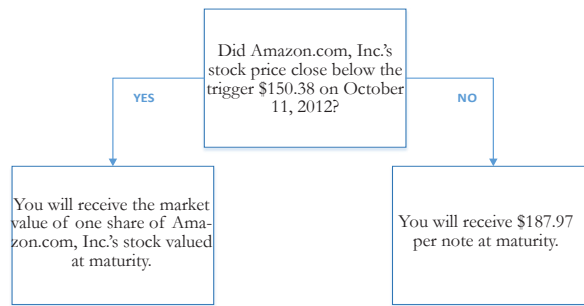 Did Amazon.com, Inc.'s
stock price close below the
trigger $150.38 on October
11, 2012?
YES
NO
You will receive the market
value of one share of Ama-
zon.com, Inc.'s stock valued
at maturity.
You will receive $187.97
per note at maturity.